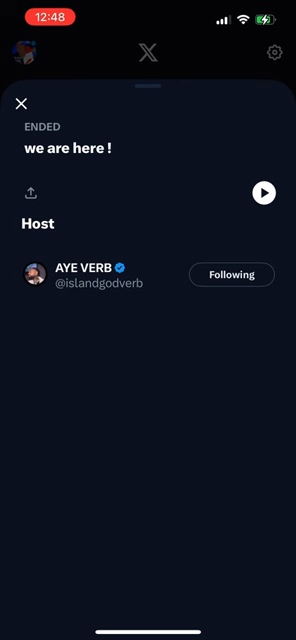 12:48
X
ENDED
we are here !
Host
AYE VERB
@islandgodverb
Following